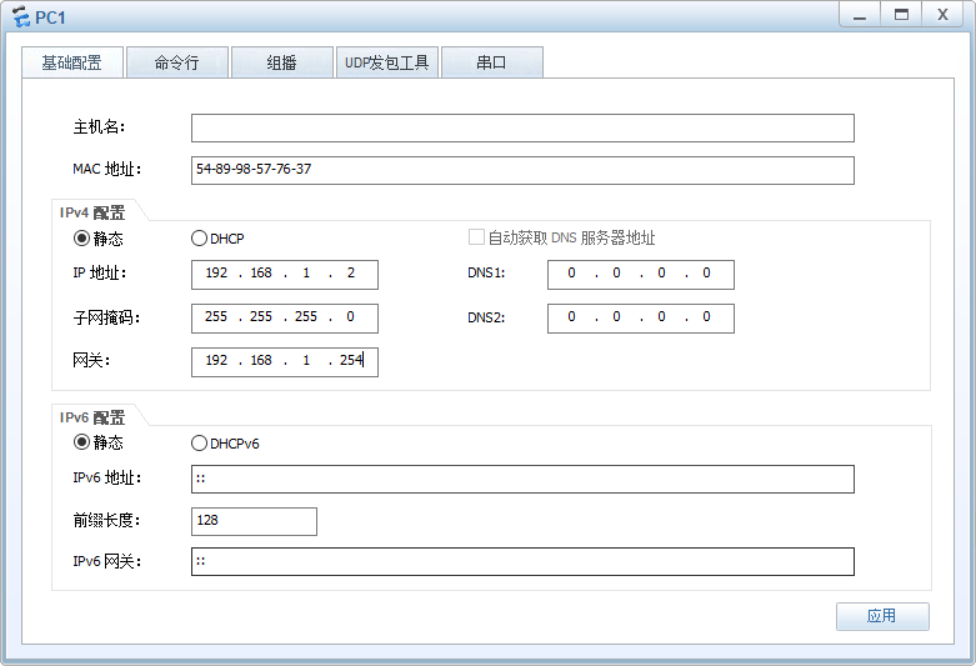 PC1
基础配置 命令行 组播 UDP发包工具 串口
主机名:
MAC 地址: 54-89-98-57-76-37
IPv4 配置
静态 DHCP 自动获取 DNS 服务器地址
IP 地址: 192 . 168 . 1 . 2 DNS1: 0 . 0 . 0 . 0
子网掩码: 255 . 255 . 255 . 0 DNS2: 0 . 0 . 0 . 0
网关: 192 . 168 . 1 . 254
IPv6 配置
静态 DHCPv6
IPv6 地址: ::
前缀长度: 128
IPv6 网关: ::
应用